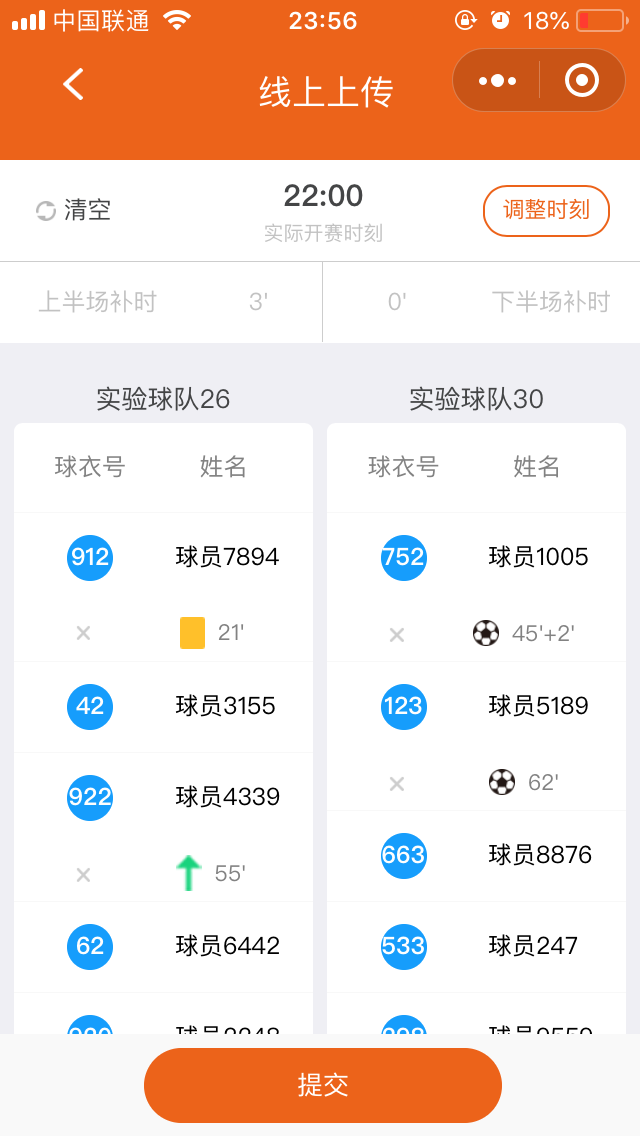 中国联通 23:56 18%
线上上传
清空 22:00 调整时刻
实际开赛时刻
上半场补时 3' 0' 下半场补时
实验球队26 实验球队30
球衣号 姓名 球衣号 姓名
912 球员7894 752 球员1005
21' 45'+2'
42 球员3155 123 球员5189
62'
922 球员4339
663 球员8876
55'
62 球员6442 533 球员247
提交